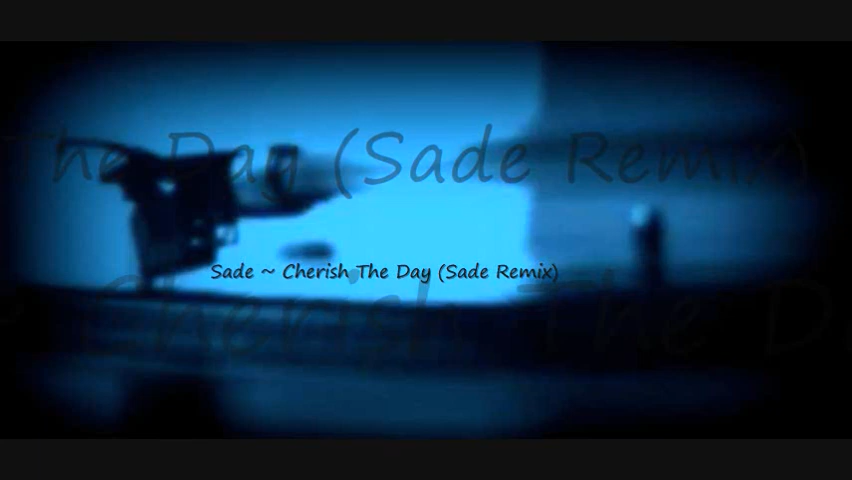 The Day (Sade Remix)
Sade ~ Cherish The Day (Sade Remix)
~ Cherish The D